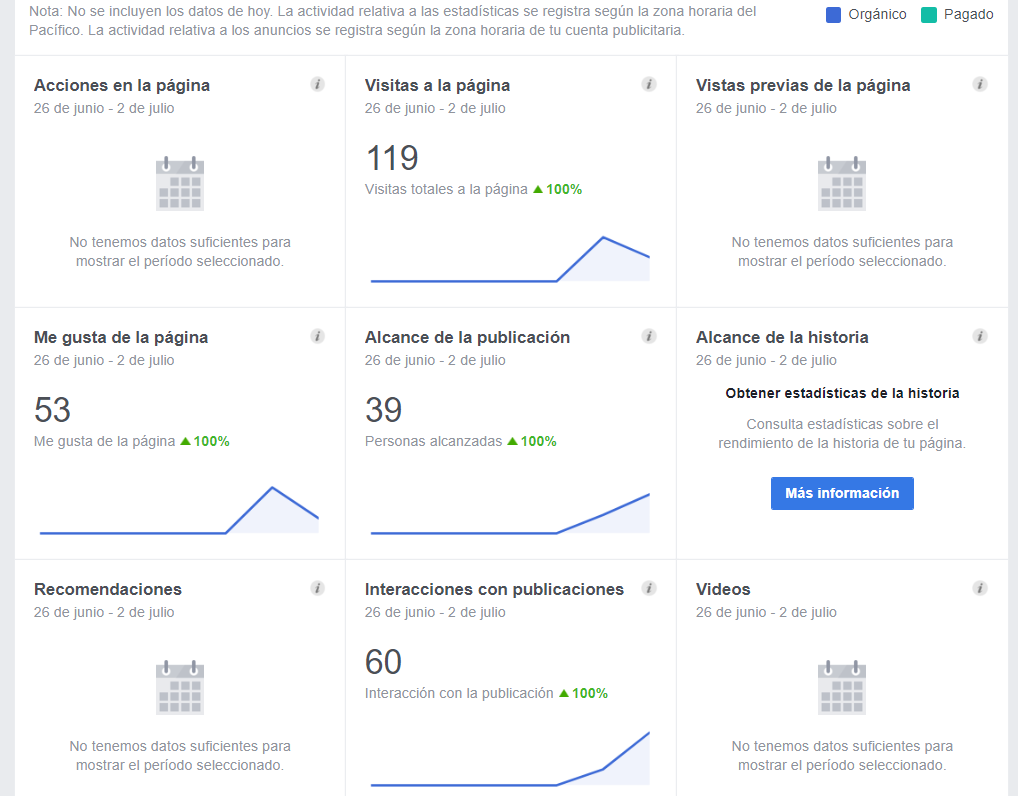 Nota: No se incluyen los datos de hoy. La actividad relativa a las estadísticas se registra según la zona horaria del
Pacífico. La actividad relativa a los anuncios se registra según la zona horaria de tu cuenta publicitaria.
Orgánico
Pagado
Acciones en la página
26 de junio - 2 de julio
No tenemos datos suficientes para
mostrar el período seleccionado.
Visitas a la página
26 de junio - 2 de julio
119
Visitas totales a la página ▲100%
Vistas previas de la página
26 de junio - 2 de julio
No tenemos datos suficientes para
mostrar el período seleccionado.
Me gusta de la página
26 de junio - 2 de julio
53
Me gusta de la página ▲100%
Alcance de la publicación
26 de junio - 2 de julio
39
Personas alcanzadas ▲100%
Alcance de la historia
26 de junio - 2 de julio
Obtener estadísticas de la historia
Consulta estadísticas sobre el
rendimiento de la historia de tu página.
Más información
Recomendaciones
26 de junio - 2 de julio
No tenemos datos suficientes para
mostrar el período seleccionado.
Interacciones con publicaciones
26 de junio - 2 de julio
60
Interacción con la publicación ▲100%
Videos
26 de junio - 2 de julio
No tenemos datos suficientes para
mostrar el período seleccionado.